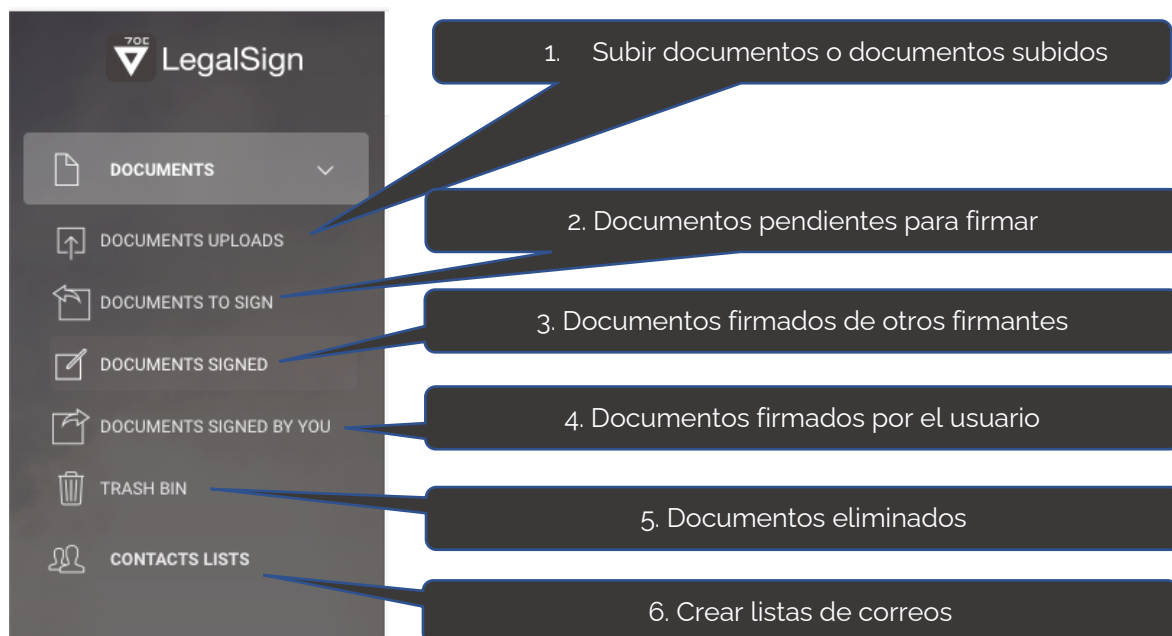 TOC
LegalSign
1. Subir documentos o documentos subidos
DOCUMENTS
DOCUMENTS UPLOADS
2. Documentos pendientes para firmar
DOCUMENTS TO SIGN
3. Documentos firmados de otros firmantes
DOCUMENTS SIGNED
4. Documentos firmados por el usuario
DOCUMENTS SIGNED BY YOU
TRASH BIN
5. Documentos eliminados
CONTACTS LISTS
6. Crear listas de correos